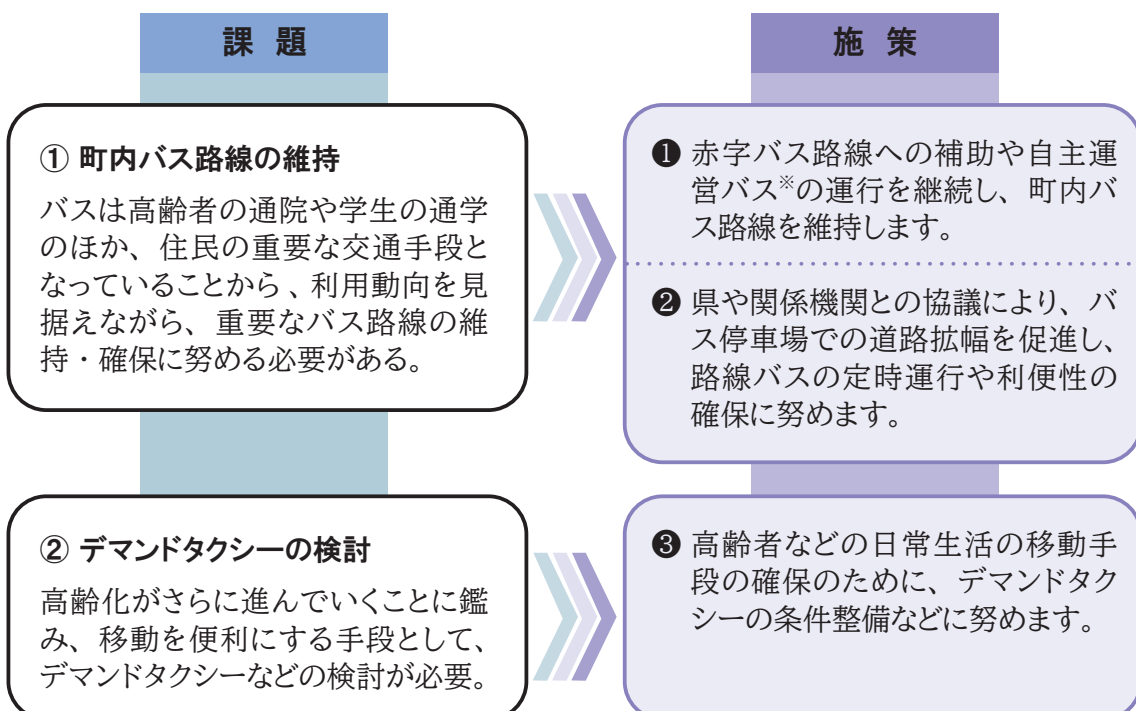 課 題
① 町内バス路線の維持
バスは高齢者の通院や学生の通学
のほか、住民の重要な交通手段と
なっていることから、利用動向を見
据えながら、重要なバス路線の維
持・確保に努める必要がある。
② デマンドタクシーの検討
高齢化がさらに進んでいくことに鑑
み、移動を便利にする手段として、
デマンドタクシーなどの検討が必要。
施 策
❶ 赤字バス路線への補助や自主運
営バス※の運行を継続し、町内バ
ス路線を維持します。
❷ 県や関係機関との協議により、バ
ス停車場での道路拡幅を促進し、
路線バスの定時運行や利便性の
確保に努めます。
❸ 高齢者などの日常生活の移動手
段の確保のために、デマンドタク
シーの条件整備などに努めます。